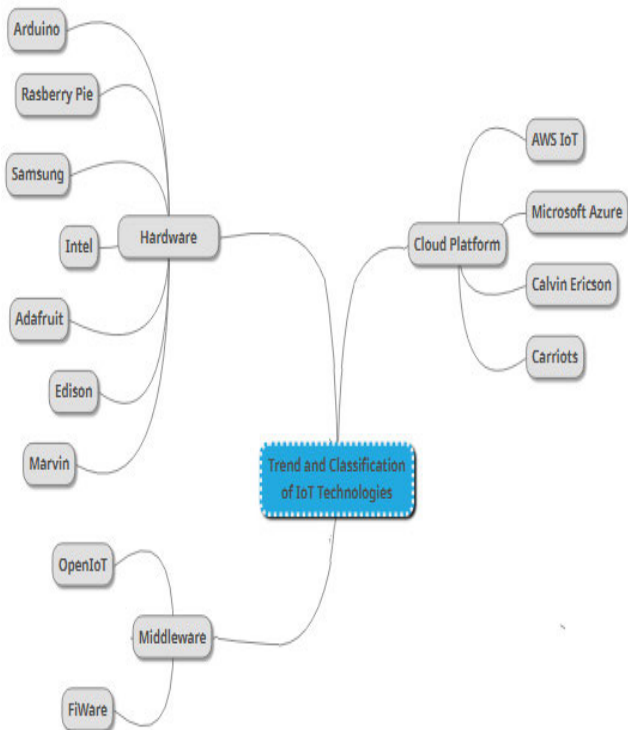 Arduino
Rasberry Pie
Samsung
Hardware
Intel
Adafruit
Edison
Marvin
AWS IoT
Microsoft Azure
Cloud Platform
Calvin Ericson
Carriots
Trend and Classification
of IoT Technologies
OpenIoT
Middleware
FiWare